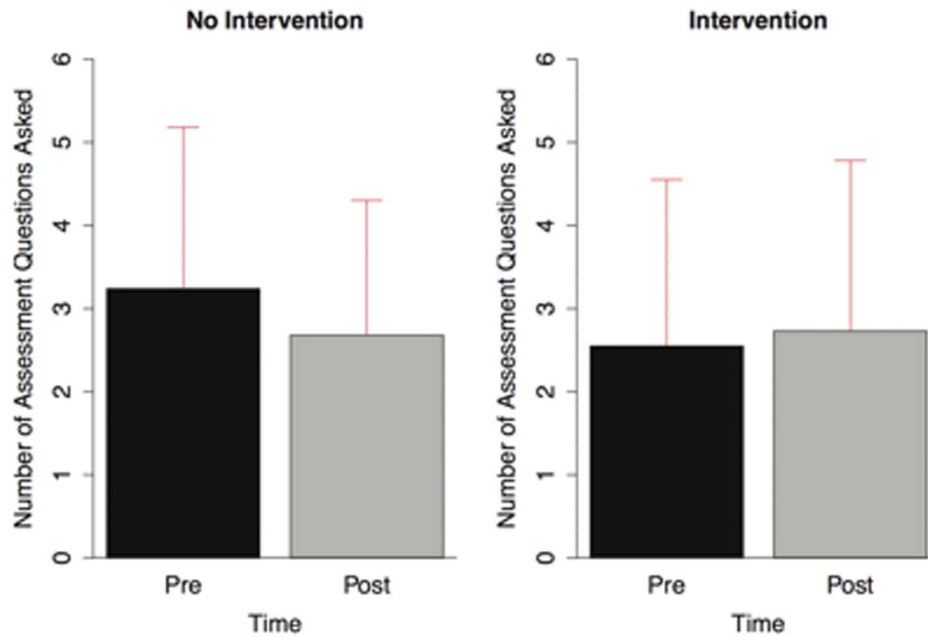 No Intervention
Number of Assessment Questions Asked
6
5
4
3
2
1
0
Pre Post
Time
Intervention
Number of Assessment Questions Asked
6
5
4
3
2
1
0
Pre Post
Time